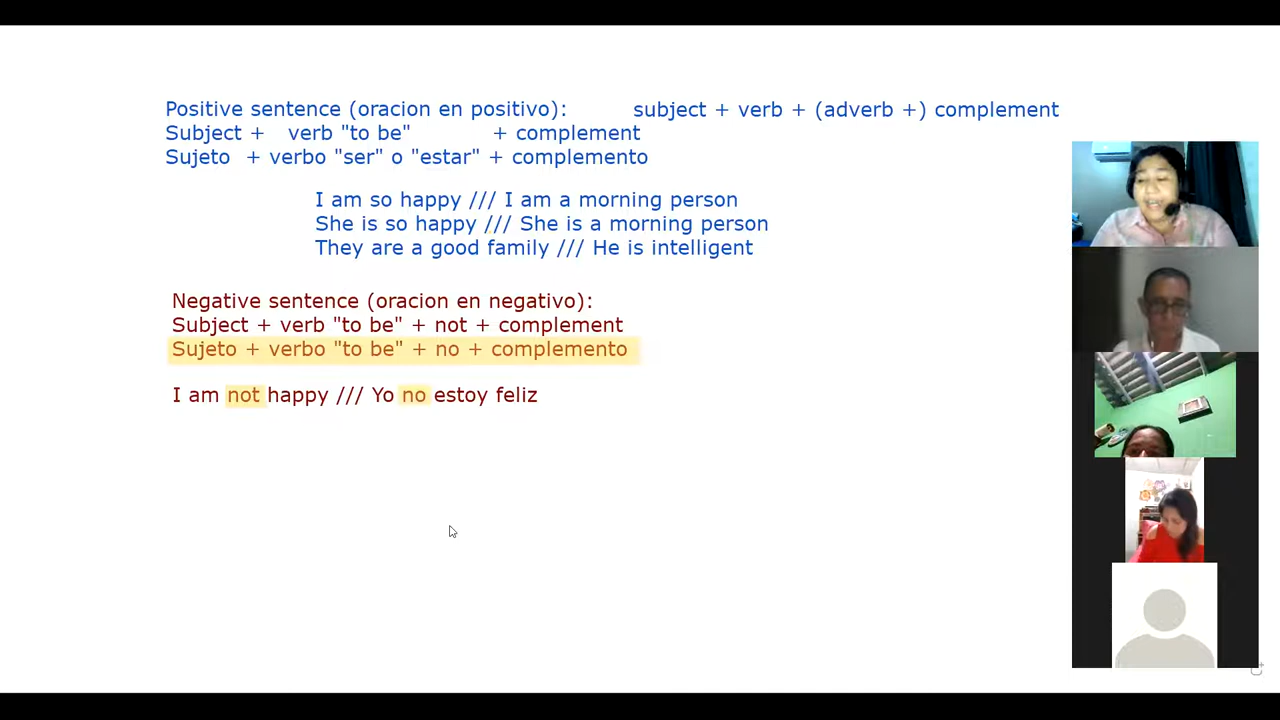 Positive sentence (oracion en positivo): subject + verb + (adverb +) complement
Subject + verb "to be" + complement
Sujeto + verbo "ser" o "estar" + complemento
I am so happy /// I am a morning person
She is so happy /// She is a morning person
They are a good family /// He is intelligent
Negative sentence (oracion en negativo):
Subject + verb "to be" + not + complement
Sujeto + verbo "to be" + no + complemento
I am not happy /// Yo no estoy feliz